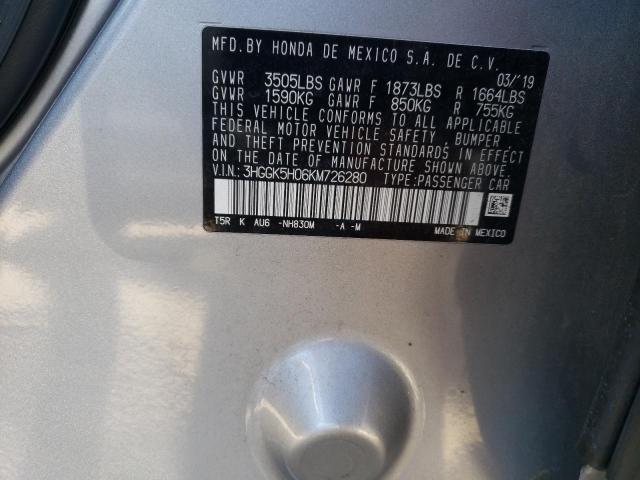 MFD. BY HONDA DE MEXICO S.A. DE C.V.
03/'19
GVWR 3505LBS GAWR F 1873LBS R 1664LBS
GVWR 1590KG GAWR F 850KG R 755KG
THIS VEHICLE CONFORMS TO ALL APPLICABLE
FEDERAL MOTOR VEHICLE SAFETY, BUMPER,
AND THEFT PREVENTION STANDARDS IN EFFECT
ON THE DATE OF MANUFACTURE SHOWN ABOVE.
V.I.N.: 3HGGK5H06KM726280 TYPE:PASSENGER CAR
T5R K AU6 -NH830M -A -M MADE IN MEXICO